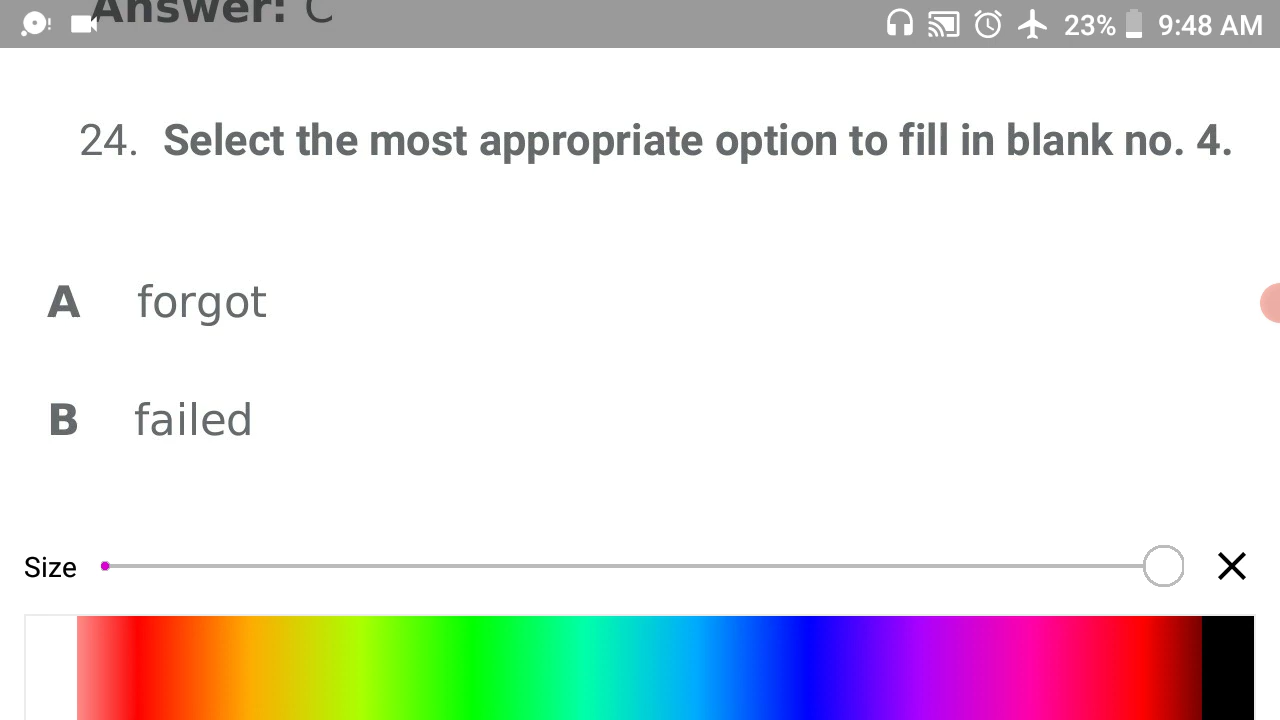 Answer: C
23% 9:48 AM
24. Select the most appropriate option to fill in blank no. 4.
A forgot
B failed
Size